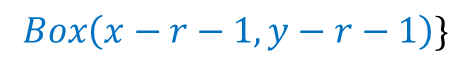 Box(x − r − 1, y − r − 1)}